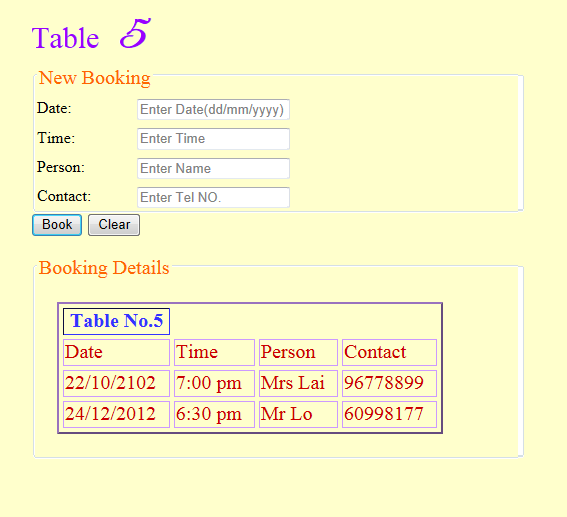 Table 5
New Booking
Date: Enter Date(dd/mm/yyyy)
Time: Enter Time
Person: Enter Name
Contact: Enter Tel NO.
Book Clear
Booking Details
Table No.5
Date Time Person Contact
22/10/2102 7:00 pm Mrs Lai 96778899
24/12/2012 6:30 pm Mr Lo 60998177